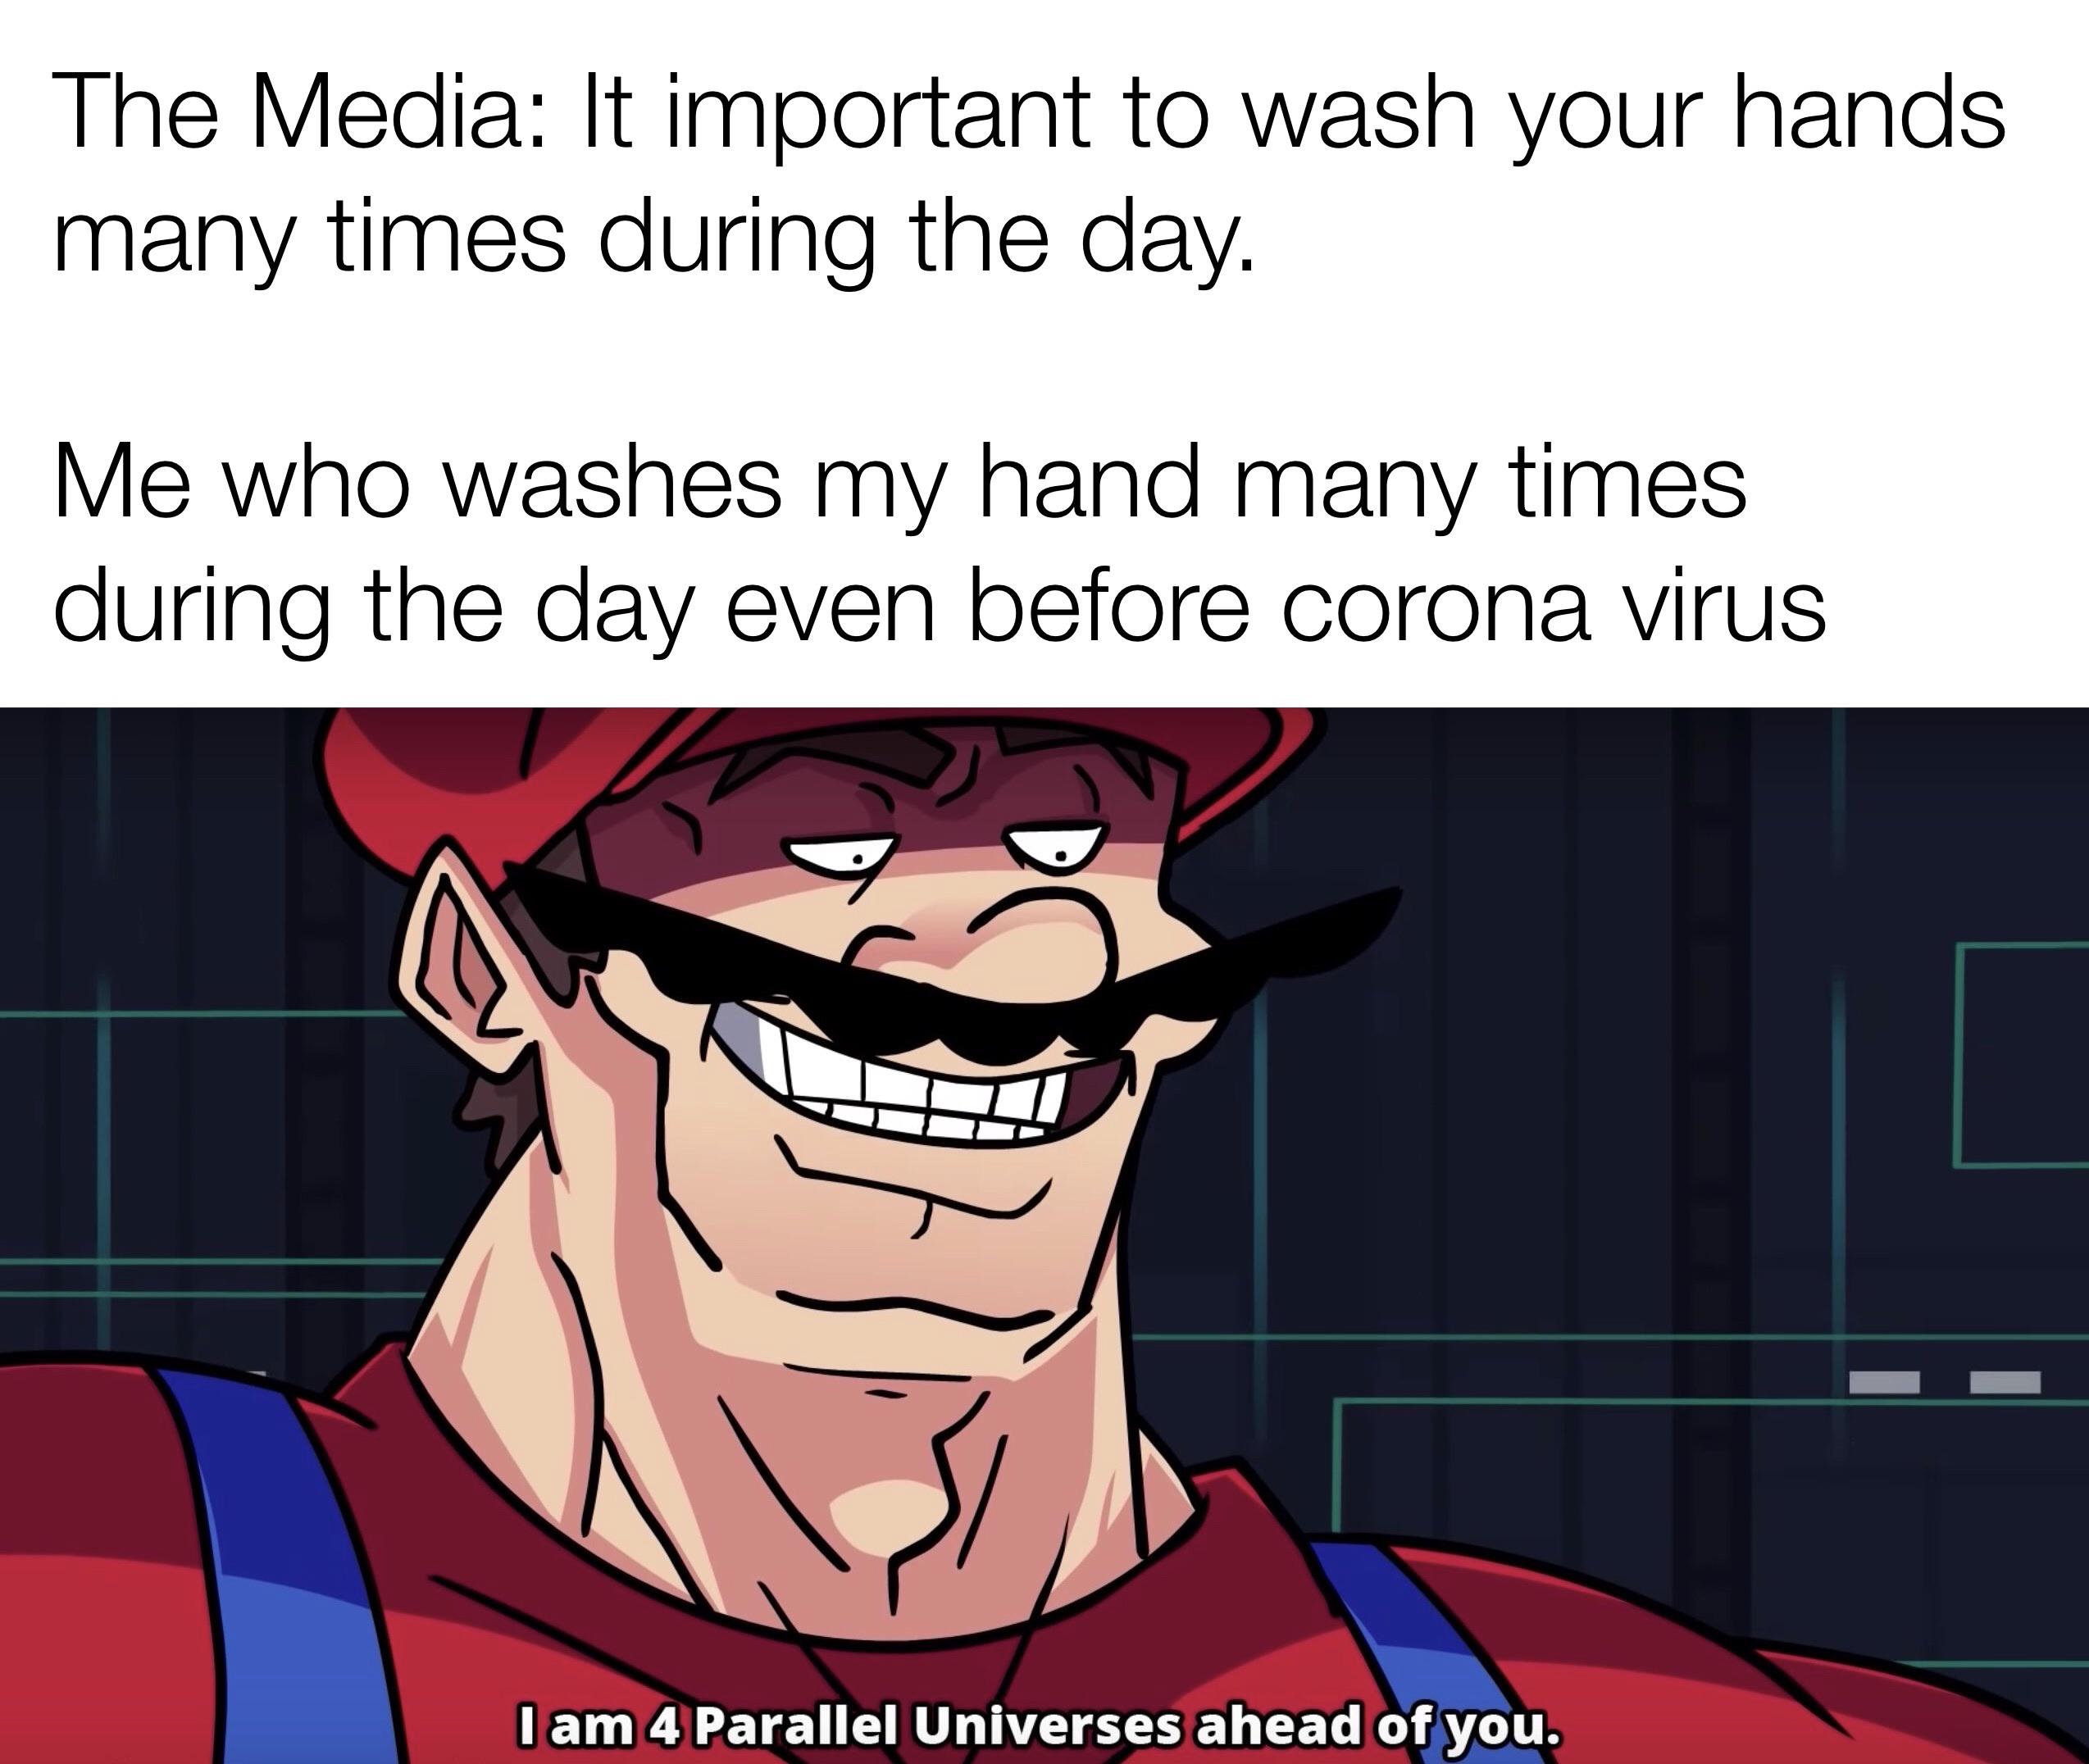 The Media: It important to wash your hands
many times during the day.
Me who washes my hand many times
during the day even before corona virus
I am 4 Parallel Universes ahead of you.